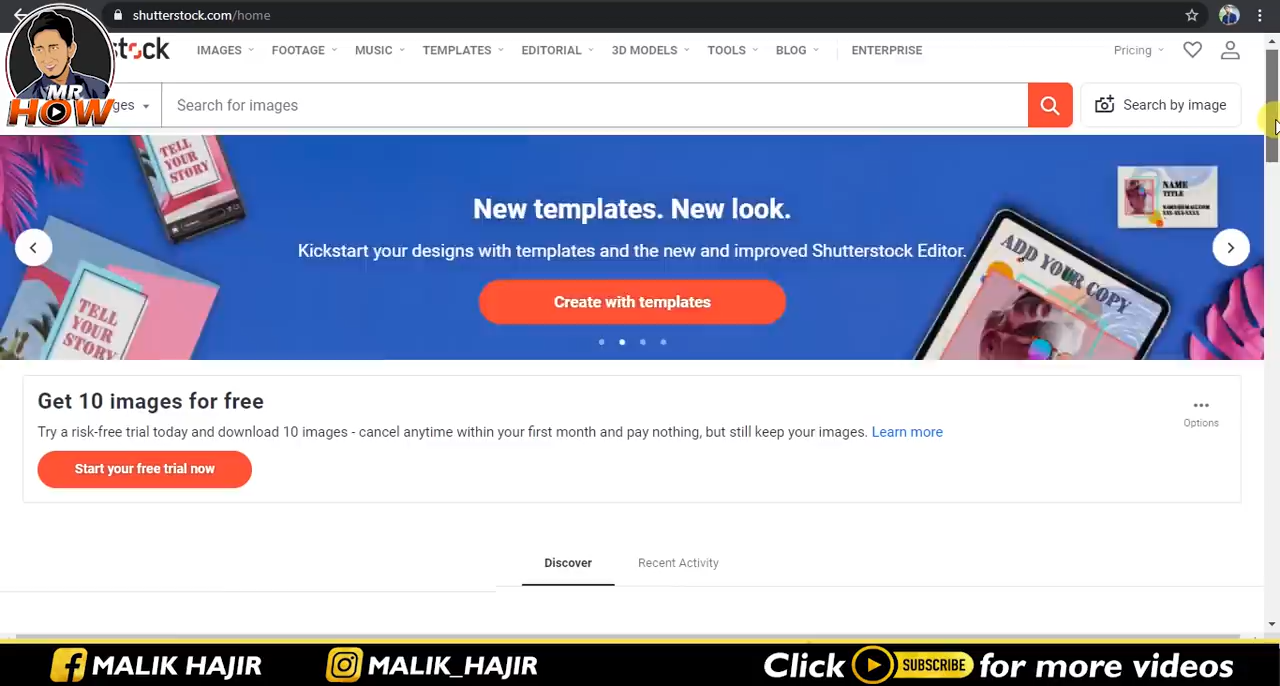 shutterstock.com/home
st ck
IMAGES FOOTAGE MUSIC TEMPLATES EDITORIAL 3D MODELS TOOLS BLOG ENTERPRISE Pricing
MR
HOW
ges Search for images Search by image
TELL
YOUR
STORY
NAME
TITLE
New templates. New look.
Kickstart your designs with templates and the new and improved Shutterstock Editor.
ADD YOUR COPY
Create with templates
TELL
YOUR
STORY
Get 10 images for free
Options
Try a risk-free trial today and download 10 images - cancel anytime within your first month and pay nothing, but still keep your images. Learn more
Start your free trial now
Discover Recent Activity
MALIK HAJIR MALIK_HAJIR Click SUBSCRIBE for more videos